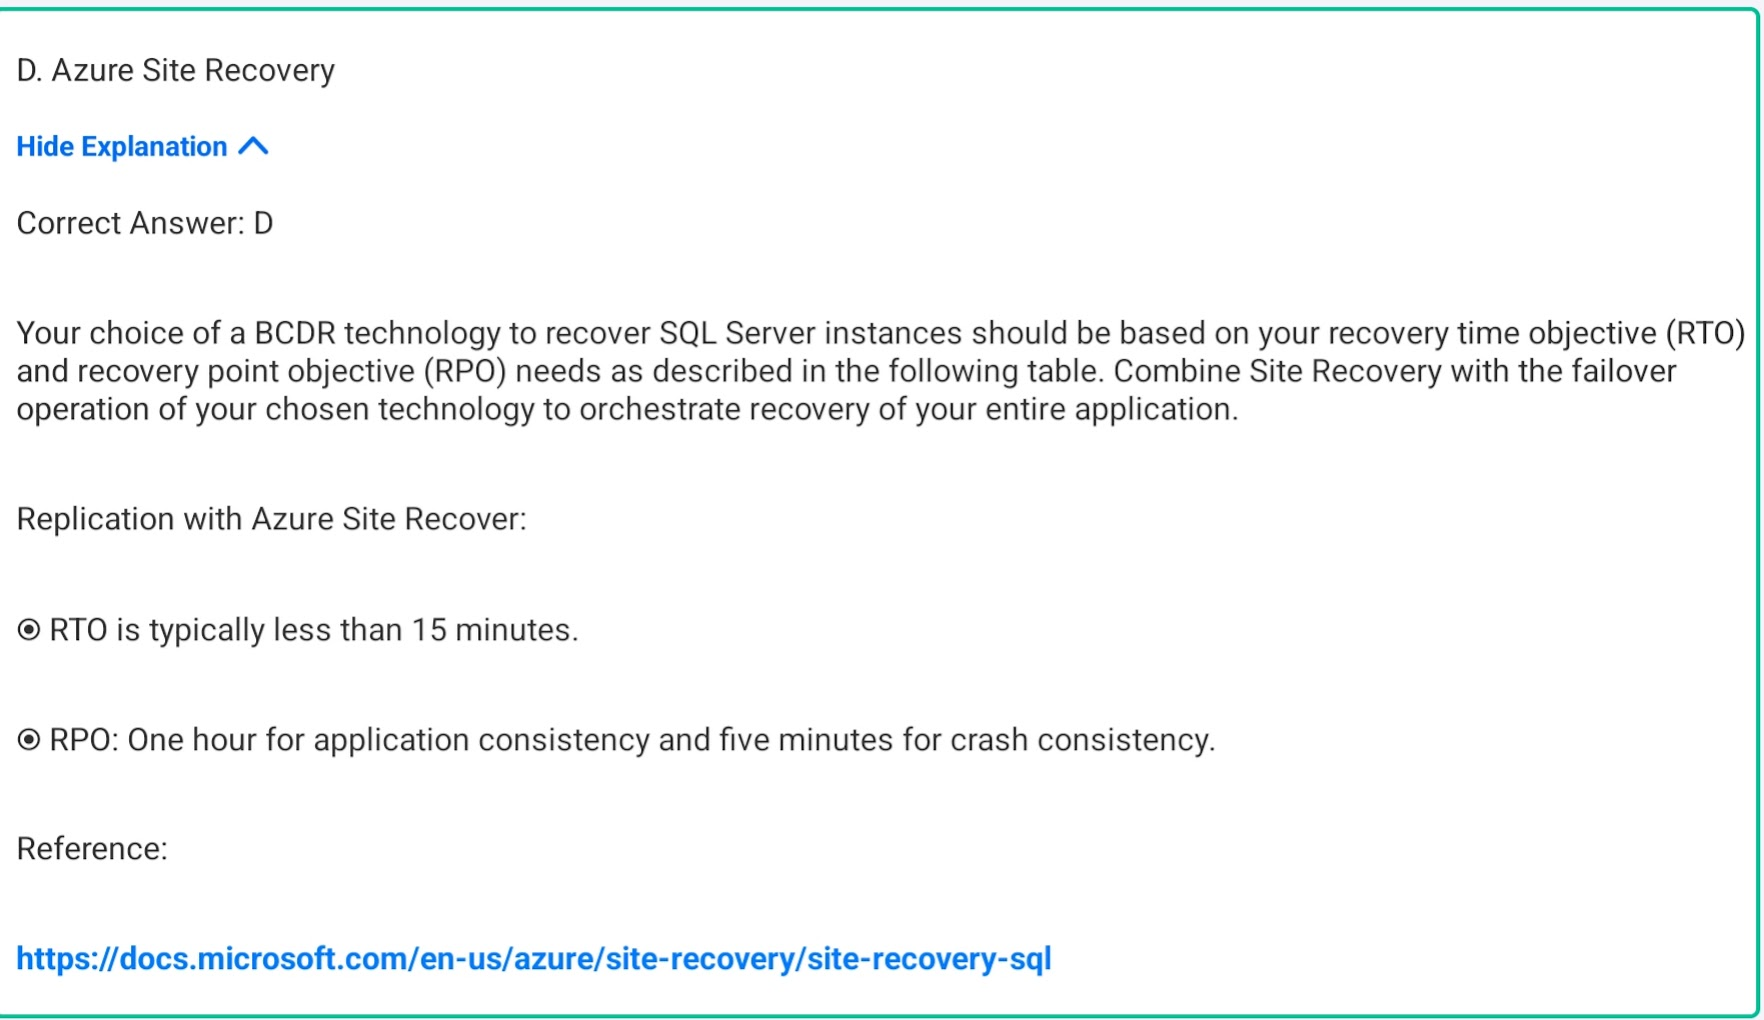 D. Azure Site Recovery
Hide Explanation
Correct Answer: D
Your choice of a BCDR technology to recover SQL Server instances should be based on your recovery time objective (RTO)
and recovery point objective (RPO) needs as described in the following table. Combine Site Recovery with the failover
operation of your chosen technology to orchestrate recovery of your entire application.
Replication with Azure Site Recover:
⦿ RTO is typically less than 15 minutes.
⦿ RPO: One hour for application consistency and five minutes for crash consistency.
Reference:
https://docs.microsoft.com/en-us/azure/site-recovery/site-recovery-sql